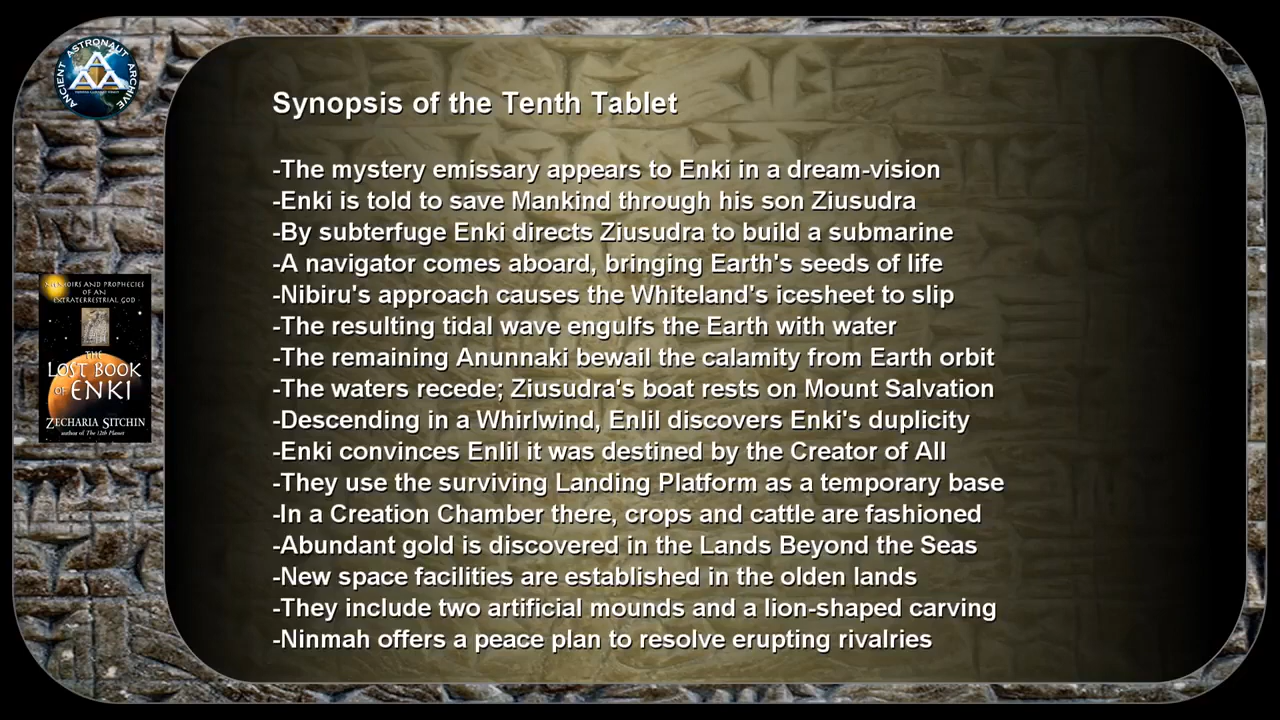 ANCIENT ASTRONAUT ARCHIVE
AAA
Synopsis of the Tenth Tablet
-The mystery emissary appears to Enki in a dream-vision
-Enki is told to save Mankind through his son Ziusudra
-By subterfuge Enki directs Ziusudra to build a submarine
-A navigator comes aboard, bringing Earth's seeds of life
-Nibiru's approach causes the Whiteland's icesheet to slip
-The resulting tidal wave engulfs the Earth with water
-The remaining Anunnaki bewail the calamity from Earth orbit
-The waters recede; Ziusudra's boat rests on Mount Salvation
-Descending in a Whirlwind, Enlil discovers Enki's duplicity
-Enki convinces Enlil it was destined by the Creator of All
-They use the surviving Landing Platform as a temporary base
-In a Creation Chamber there, crops and cattle are fashioned
-Abundant gold is discovered in the Lands Beyond the Seas
-New space facilities are established in the olden lands
-They include two artificial mounds and a lion-shaped carving
-Ninmah offers a peace plan to resolve erupting rivalries
MEMOIRS AND PROPHECIES
OF AN
EXTRATERRESTRIAL GOD
THE
LOST BOOK
OF ENKI
ZECHARIA SITCHIN
author of The 12th Planet